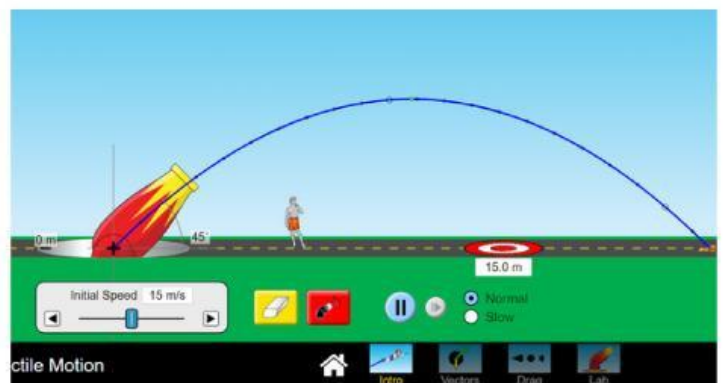 0 m
45°
15.0 m
Initial Speed 15 m/s
Normal
Slow
ctile Motion
Intro
Vectors
Drag
Lab